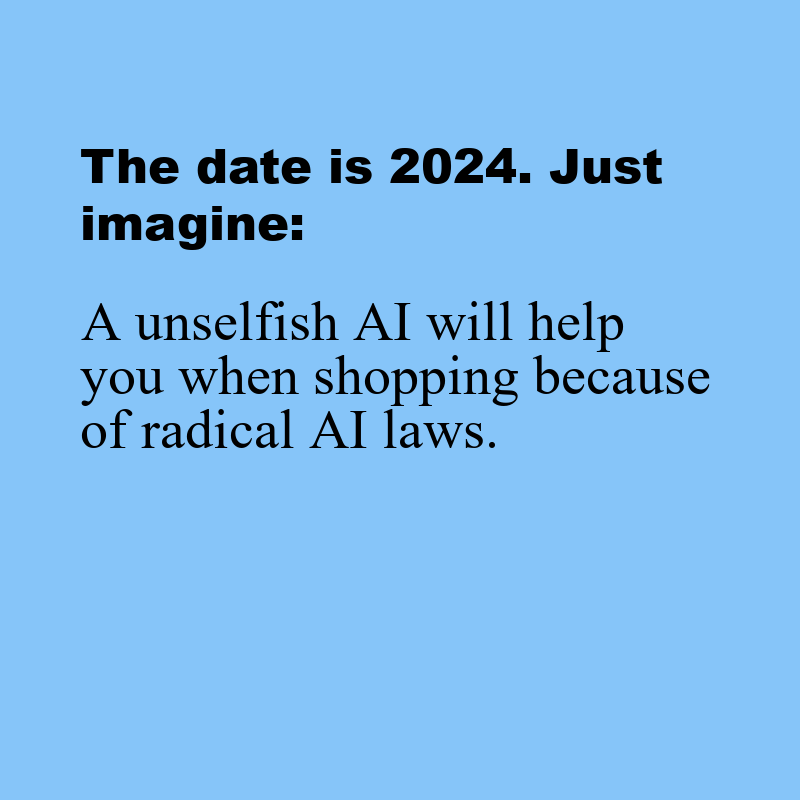 The date is 2024. Just
imagine:
A unselfish AI will help
you when shopping because
of radical AI laws.